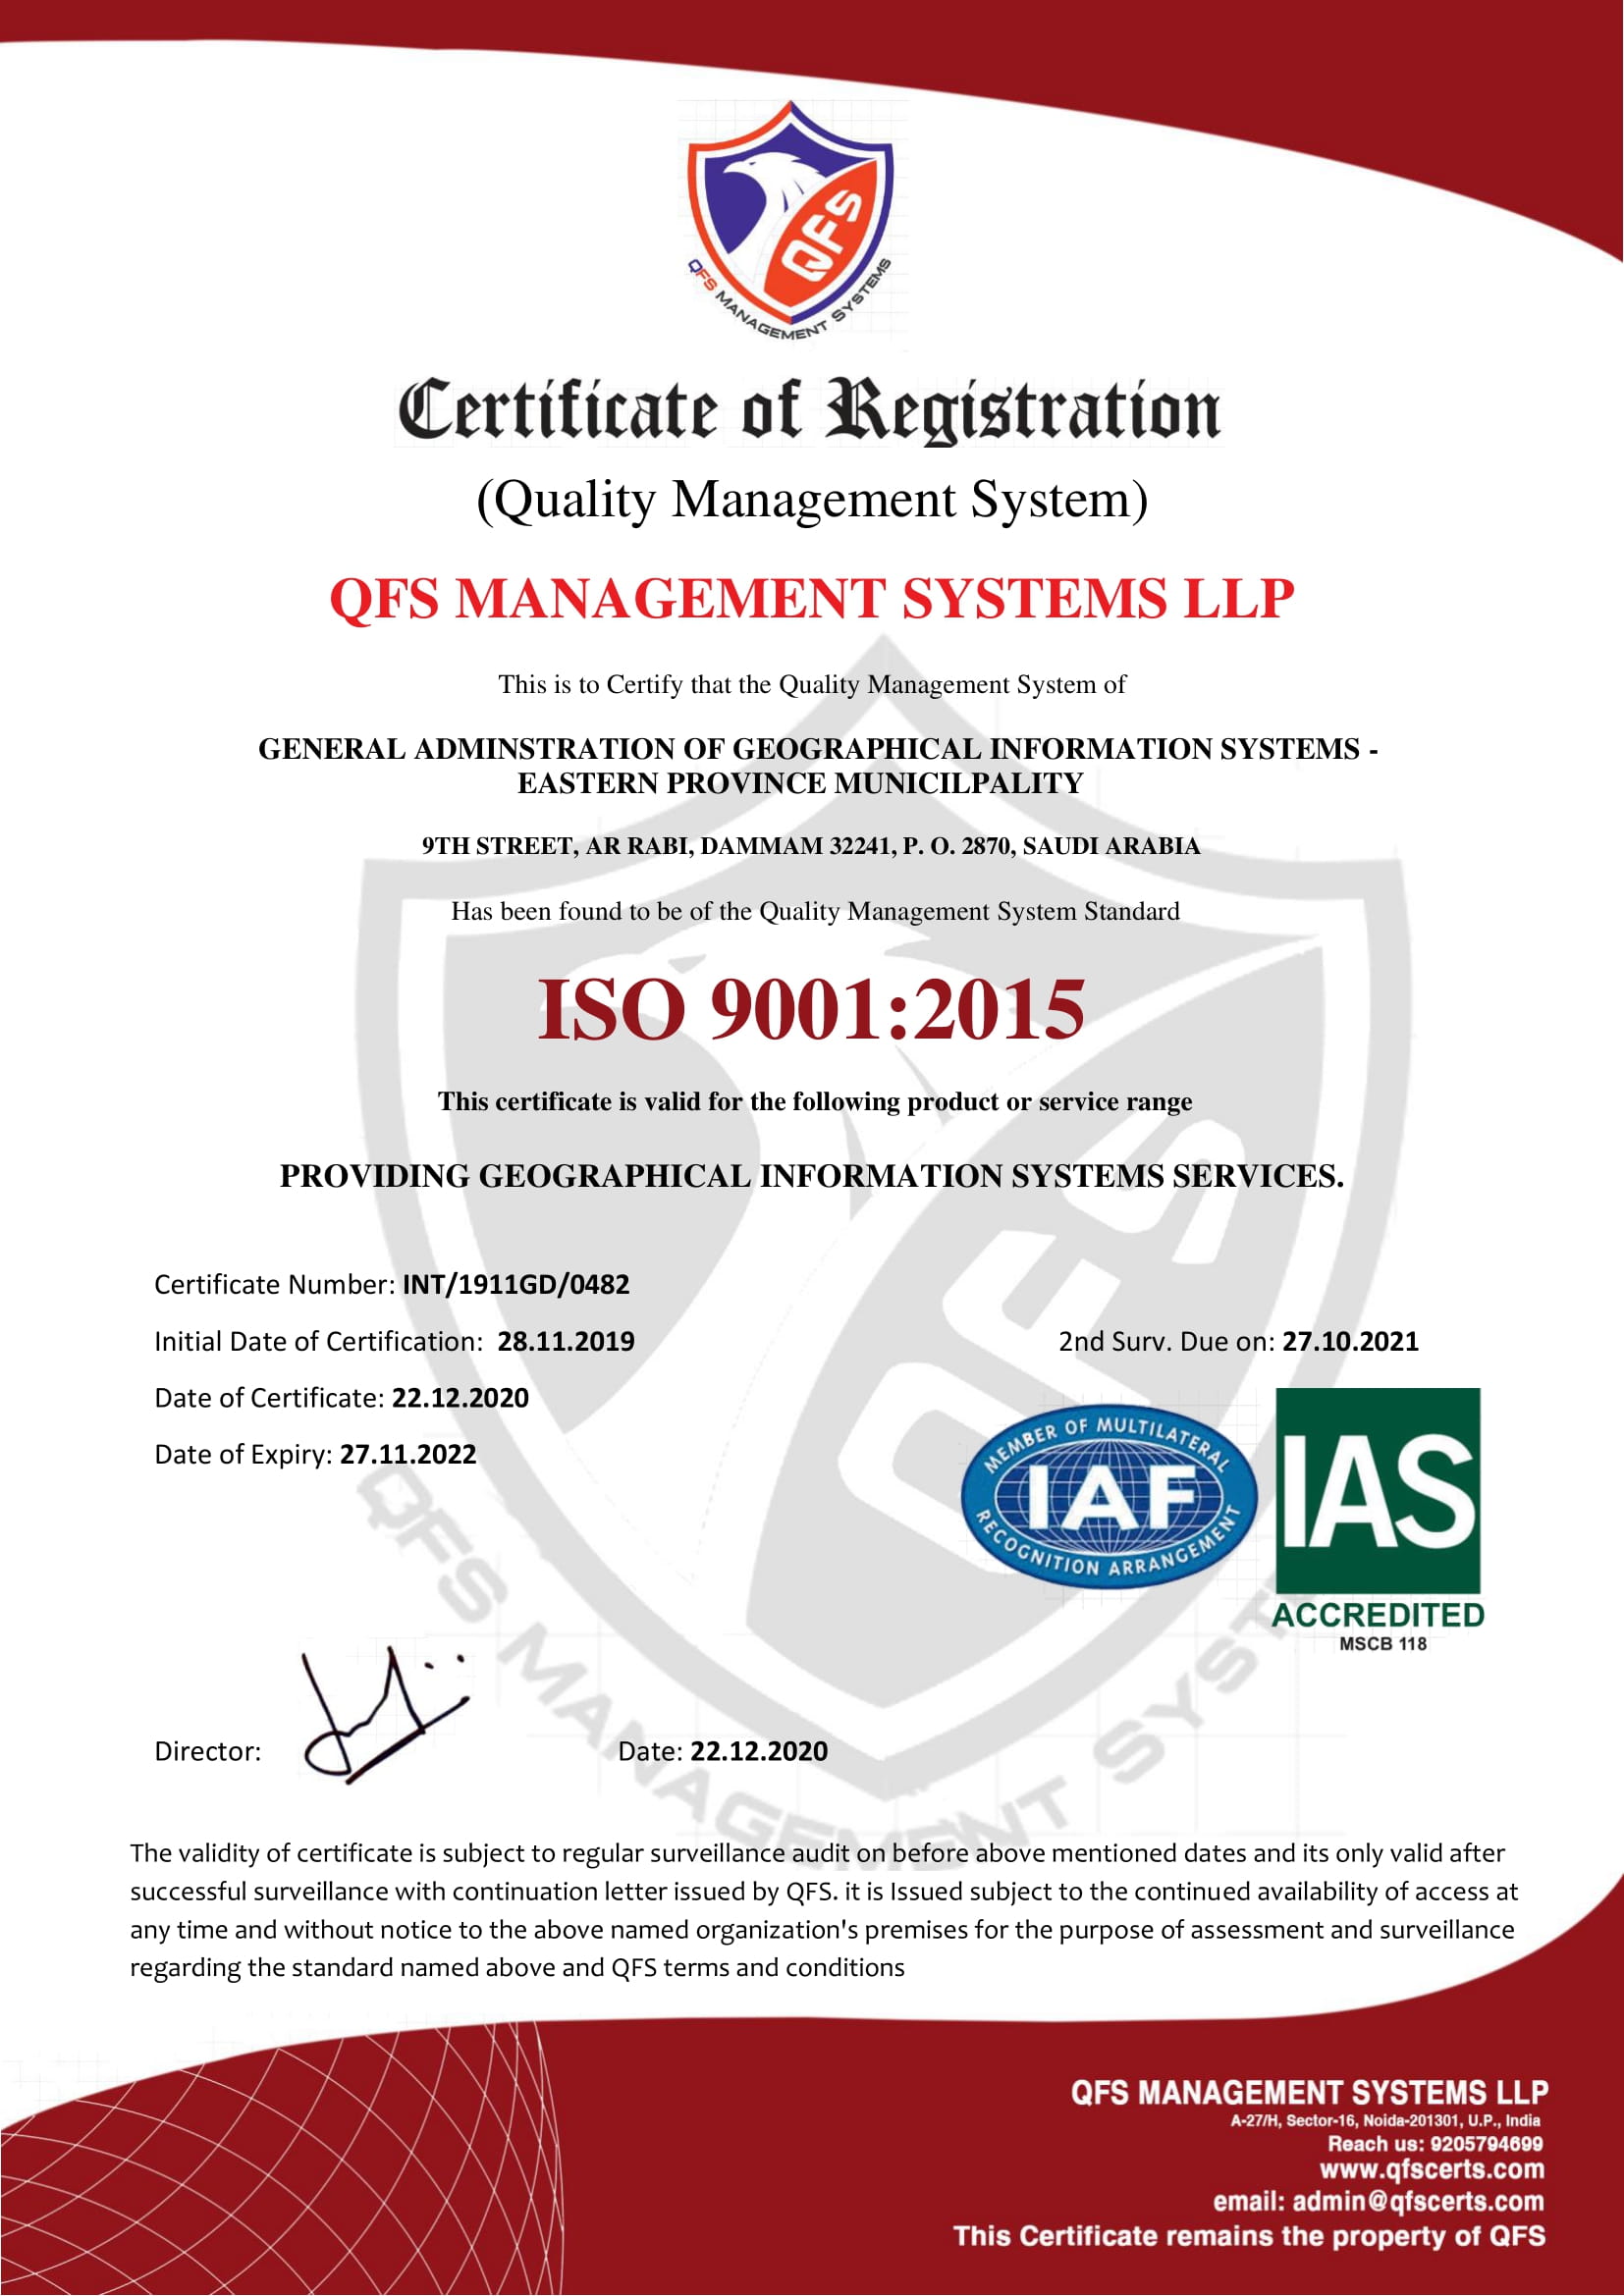 QFS
QFS MANAGEMENT SYSTEMS
Certificate of Registration
(Quality Management System)
QFS MANAGEMENT SYSTEMS LLP
This is to Certify that the Quality Management System of
GENERAL ADMINSTRATION OF GEOGRAPHICAL INFORMATION SYSTEMS -
EASTERN PROVINCE MUNICILPALITY
9TH STREET, AR RABI, DAMMAM 32241, P. O. 2870, SAUDI ARABIA
Has been found to be of the Quality Management System Standard
ISO 9001:2015
This certificate is valid for the following product or service range
PROVIDING GEOGRAPHICAL INFORMATION SYSTEMS SERVICES.
Certificate Number: INT/1911GD/0482
Initial Date of Certification: 28.11.2019
2nd Surv. Due on: 27.10.2021
Date of Certificate: 22.12.2020
Date of Expiry: 27.11.2022
MEMBER OF MULTILATERAL
IAF
RECOGNITION ARRANGEMENT
IAS
ACCREDITED
MSCB 118
QFS
QFS MANAGEMENT SYST
Director:
Date: 22.12.2020
The validity of certificate is subject to regular surveillance audit on before above mentioned dates and its only valid after
successful surveillance with continuation letter issued by QFS. it is Issued subject to the continued availability of access at
any time and without notice to the above named organization's premises for the purpose of assessment and surveillance
regarding the standard named above and QFS terms and conditions
QFS MANAGEMENT SYSTEMS LLP
A-27/H, Sector-16, Noida-201301, U.P., India
Reach us: 9205794699
www.qfscerts.com
email: admin@qfscerts.com
This Certificate remains the property of QFS